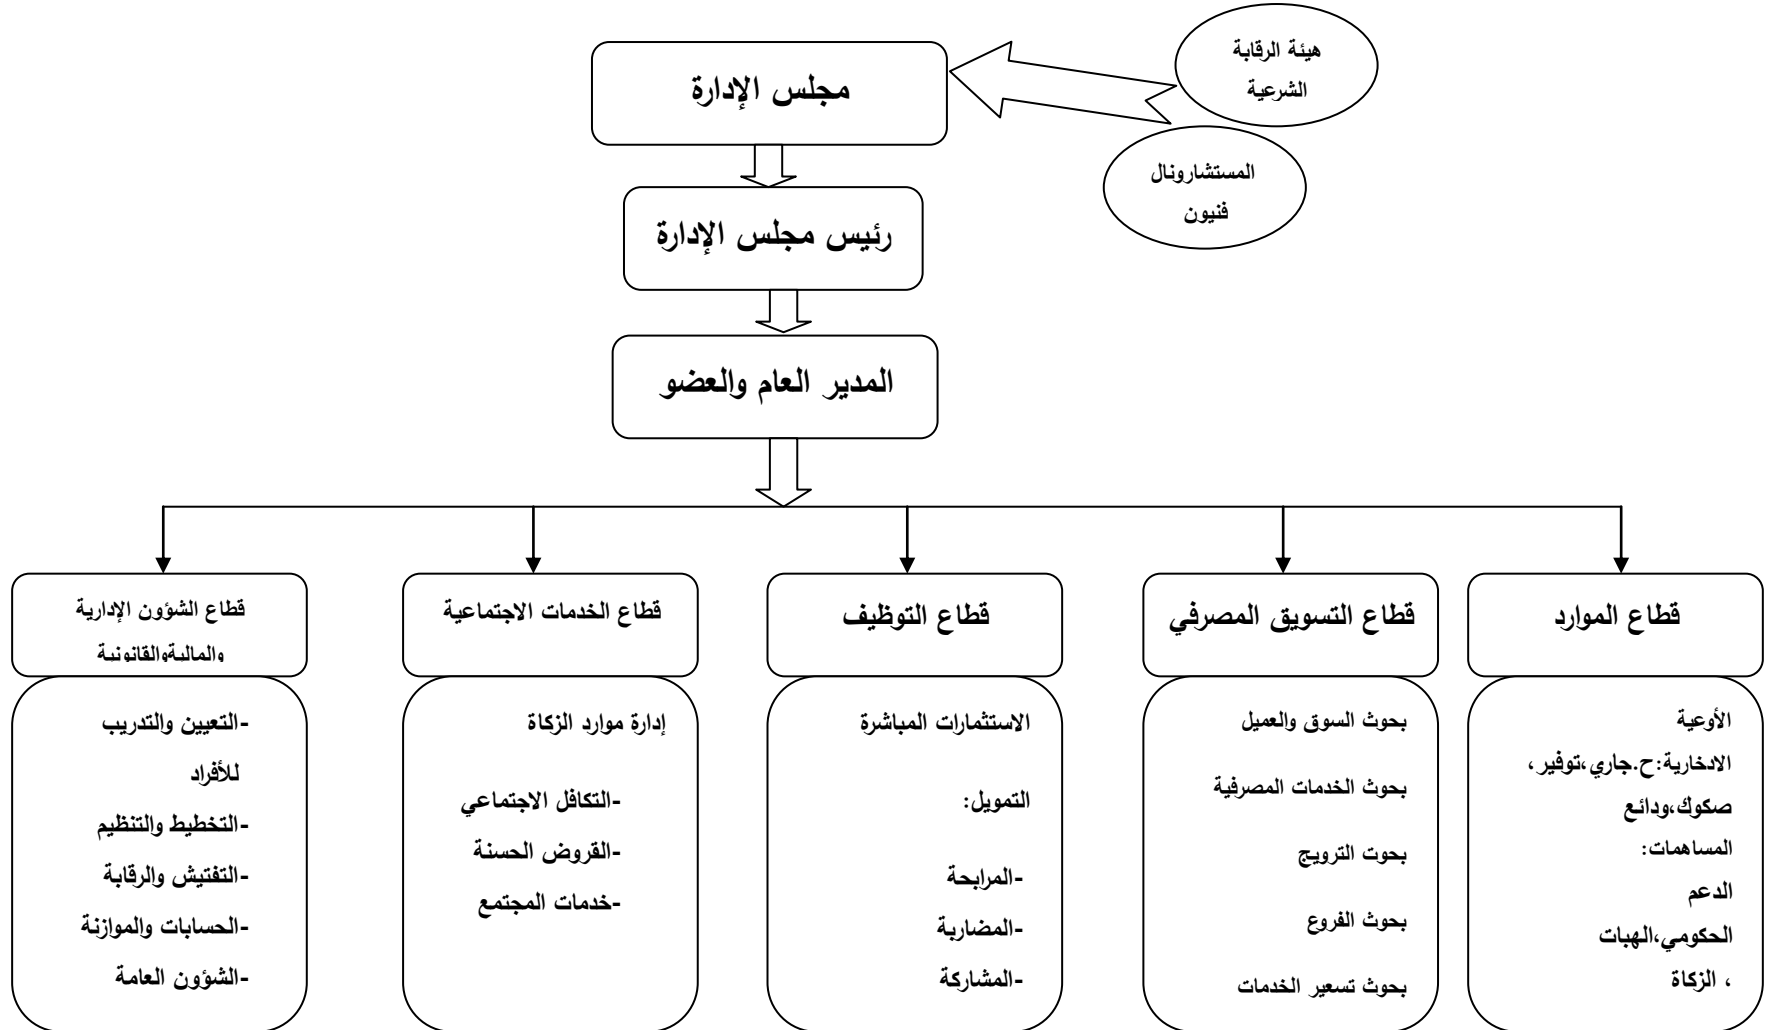 هيئة الرقابة
الشرعية
مجلس الإدارة
المستشارونال
فنيون
رئيس مجلس الإدارة
المدير العام والعضو
قطاع الموارد
قطاع التسويق المصرفي
قطاع التوظيف
قطاع الخدمات الاجتماعية
قطاع الشؤون الإدارية
والماليةوالقانونية
الأوعية
الادخارية:ح.جاري،توفير،
صكوك،ودائع
المساهمات:
الدعم
الحكومي،الهبات
، الزكاة
بحوث السوق والعميل
بحوث الخدمات المصرفية
بحوت الترويج
بحوث الفروع
بحوث تسعير الخدمات
الاستثمارات المباشرة
التمويل:
-المرابحة
-المضاربة
-المشاركة
إدارة موارد الزكاة
-التكافل الاجتماعي
-القروض الحسنة
-خدمات المجتمع
-التعيين والتدريب
للأفراد
-التخطيط والتنظيم
-التفتيش والرقابة
-الحسابات والموازنة
-الشؤون العامة